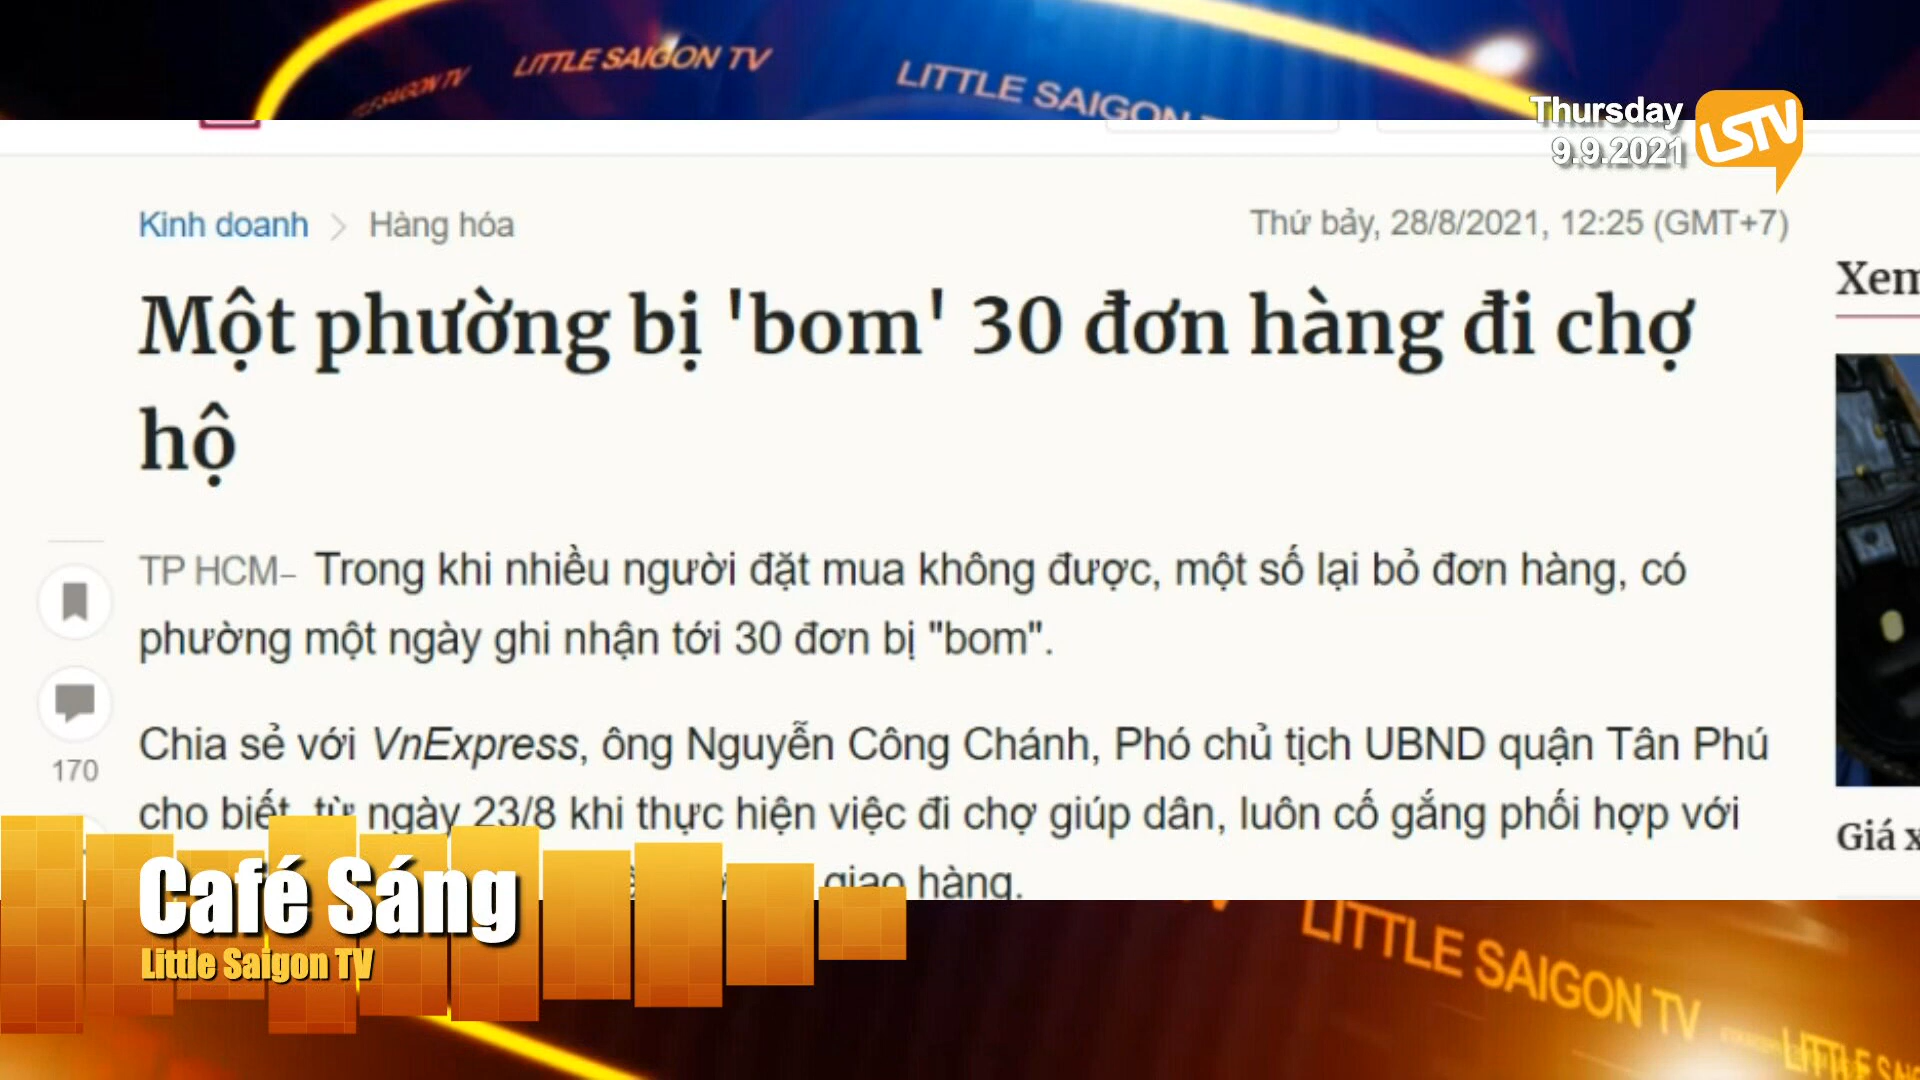 LITTLE SAIGON TV
LITTLE SAIGON
Thursday
9.9.2021
LSTV
Kinh doanh > Hàng hóa
Thứ bảy, 28/8/2021, 12:25 (GMT+7)
Một phường bị 'bom' 30 đơn hàng đi chợ
hộ
Xem
TP HCM– Trong khi nhiều người đặt mua không được, một số lại bỏ đơn hàng, có
phường một ngày ghi nhận tới 30 đơn bị "bom".
Chia sẻ với VnExpress, ông Nguyễn Công Chánh, Phó chủ tịch UBND quận Tân Phú
170
cho biết, từ ngày 23/8 khi thực hiện việc đi chợ giúp dân, luôn cố gắng phối hợp với
Giá x
giao hàng.
Café Sáng
Little Saigon TV
LITTLE SAIGON TV
LITTLE SAIG